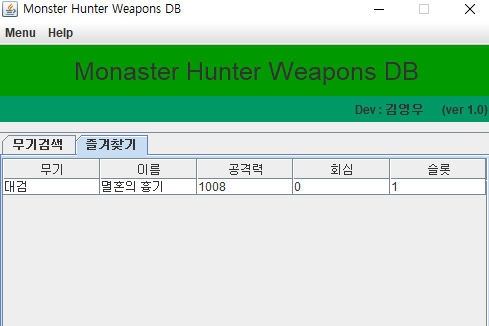 Monster Hunter Weapons DB
Menu Help
Monaster Hunter Weapons DB
Dev : 김영우 (ver 1.0)
무기검색 즐겨찾기
무기 이름 공격력 회심 슬롯
대검 멸혼의 흉기 1008 0 1